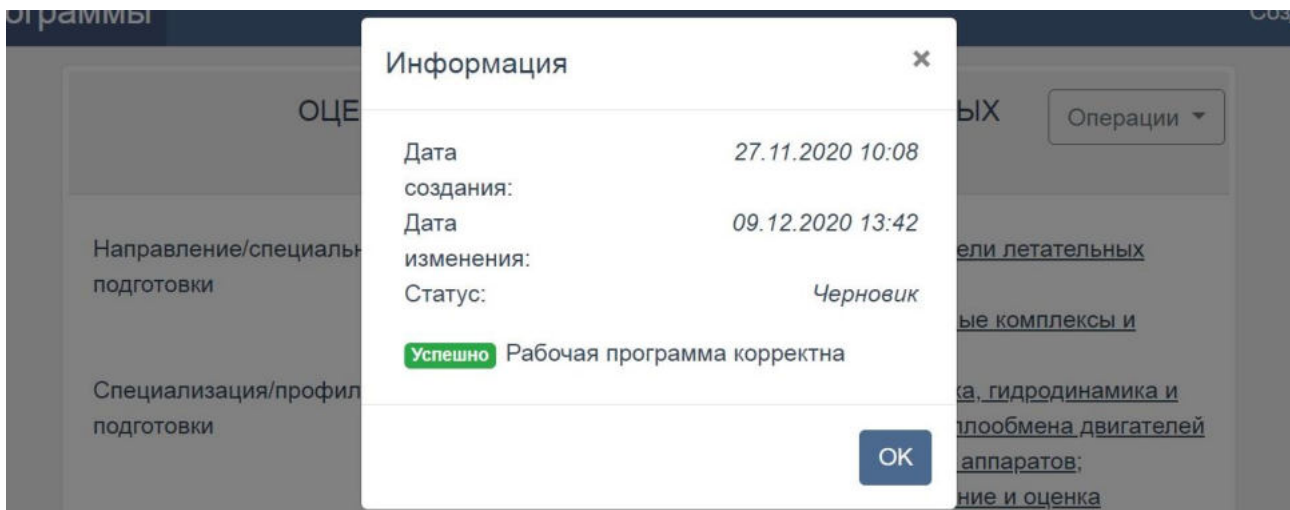 Информация ×
ОЦЕ
ЫХ
Операции
Дата 27.11.2020 10:08
создания:
Дата 09.12.2020 13:42
изменения:
Статус: Черновик
Успешно Рабочая программа корректна
OK
Направление/специальн
подготовки
ели летательных
ые комплексы и
Специализация/профил
подготовки
ка, гидродинамика и
плообмена двигателей
аппаратов;
ние и оценка